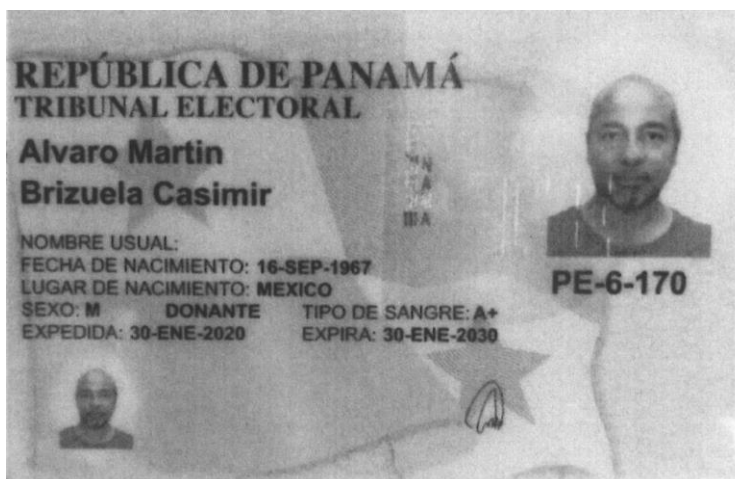 REPÚBLICA DE PANAMÁ
TRIBUNAL ELECTORAL
Alvaro Martin
Brizuela Casimir
NOMBRE USUAL:
FECHA DE NACIMIENTO: 16-SEP-1967
LUGAR DE NACIMIENTO: MEXICO
SEXO: M DONANTE TIPO DE SANGRE: A+
EXPEDIDA: 30-ENE-2020 EXPIRA: 30-ENE-2030
PE-6-170